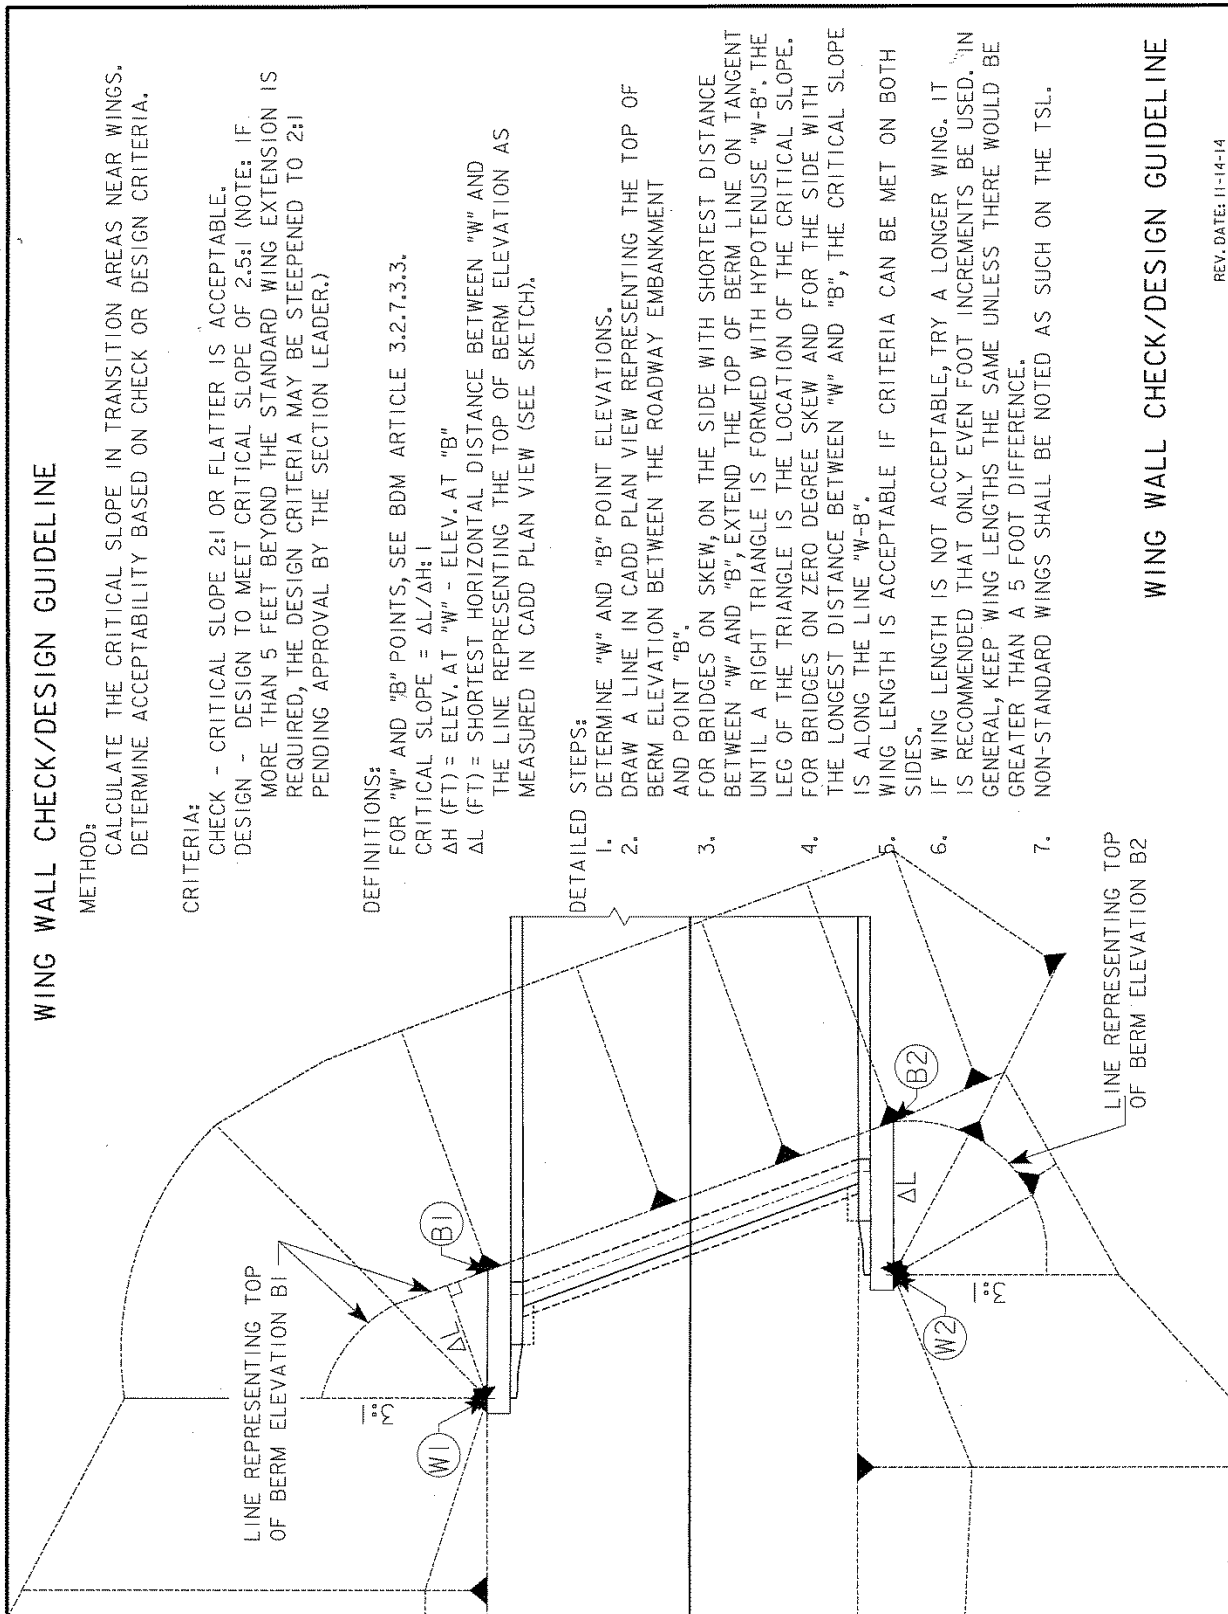 WING WALL CHECK/DESIGN GUIDELINE
METHOD:
CALCULATE THE CRITICAL SLOPE IN TRANSITION AREAS NEAR WINGS.
DETERMINE ACCEPTABILITY BASED ON CHECK OR DESIGN CRITERIA.
CRITERIA:
CHECK - CRITICAL SLOPE 2:1 OR FLATTER IS ACCEPTABLE.
DESIGN - DESIGN TO MEET CRITICAL SLOPE OF 2.5:1 (NOTE: IF
MORE THAN 5 FEET BEYOND THE STANDARD WING EXTENSION IS
REQUIRED, THE DESIGN CRITERIA MAY BE STEEPENED TO 2:1
PENDING APPROVAL BY THE SECTION LEADER.)
DEFINITIONS:
FOR "W" AND "B" POINTS, SEE BDM ARTICLE 3.2.7.3.3.
CRITICAL SLOPE = ΔL/ΔH:1
ΔH (FT) = ELEV. AT "W" - ELEV. AT "B"
ΔL (FT) = SHORTEST HORIZONTAL DISTANCE BETWEEN "W" AND
THE LINE REPRESENTING THE TOP OF BERM ELEVATION AS
MEASURED IN CADD PLAN VIEW (SEE SKETCH).
DETAILED STEPS:
1. DETERMINE "W" AND "B" POINT ELEVATIONS.
2. DRAW A LINE IN CADD PLAN VIEW REPRESENTING THE TOP OF
BERM ELEVATION BETWEEN THE ROADWAY EMBANKMENT
AND POINT "B".
3. FOR BRIDGES ON SKEW, ON THE SIDE WITH SHORTEST DISTANCE
BETWEEN "W" AND "B", EXTEND THE TOP OF BERM LINE ON TANGENT
UNTIL A RIGHT TRIANGLE IS FORMED WITH HYPOTENUSE "W-B". THE
LEG OF THE TRIANGLE IS THE LOCATION OF THE CRITICAL SLOPE.
4. FOR BRIDGES ON ZERO DEGREE SKEW AND FOR THE SIDE WITH
THE LONGEST DISTANCE BETWEEN "W" AND "B", THE CRITICAL SLOPE
IS ALONG THE LINE "W-B".
5. WING LENGTH IS ACCEPTABLE IF CRITERIA CAN BE MET ON BOTH
SIDES.
6. IF WING LENGTH IS NOT ACCEPTABLE, TRY A LONGER WING. IT
IS RECOMMENDED THAT ONLY EVEN FOOT INCREMENTS BE USED. IN
GENERAL, KEEP WING LENGTHS THE SAME UNLESS THERE WOULD BE
GREATER THAN A 5 FOOT DIFFERENCE.
7. NON-STANDARD WINGS SHALL BE NOTED AS SUCH ON THE TSL.
LINE REPRESENTING TOP
OF BERM ELEVATION B1
3:1
W1
ΔL
B1
W2
3:1
ΔL
B2
LINE REPRESENTING TOP
OF BERM ELEVATION B2
WING WALL CHECK/DESIGN GUIDELINE
REV. DATE: 11-14-14